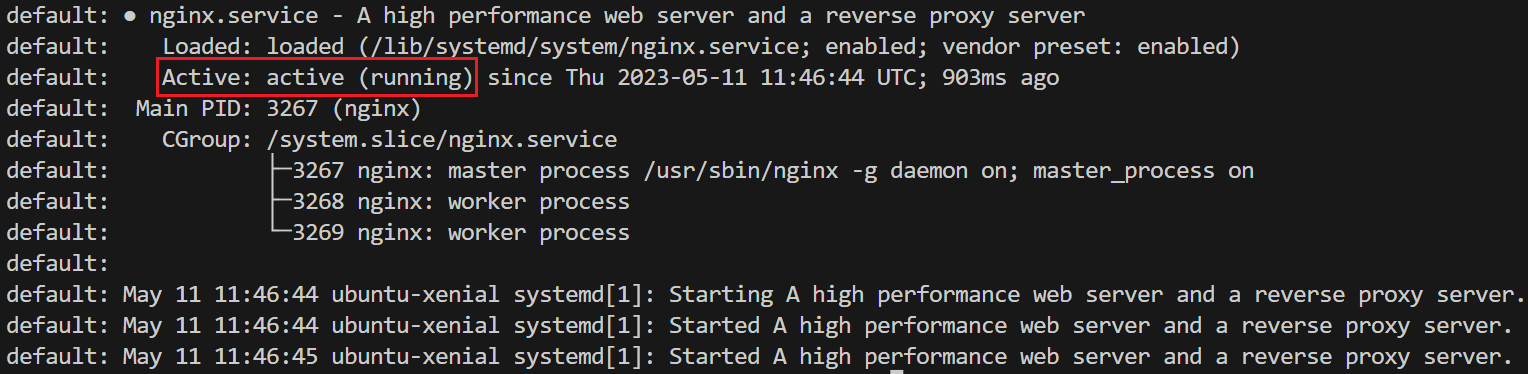 default: ● nginx.service - A high performance web server and a reverse proxy server
default:    Loaded: loaded (/lib/systemd/system/nginx.service; enabled; vendor preset: enabled)
default:    Active: active (running) since Thu 2023-05-11 11:46:44 UTC; 903ms ago
default:  Main PID: 3267 (nginx)
default:    CGroup: /system.slice/nginx.service
default:            ├─3267 nginx: master process /usr/sbin/nginx -g daemon on; master_process on
default:            ├─3268 nginx: worker process
default:            └─3269 nginx: worker process
default:
default: May 11 11:46:44 ubuntu-xenial systemd[1]: Starting A high performance web server and a reverse proxy server.
default: May 11 11:46:44 ubuntu-xenial systemd[1]: Started A high performance web server and a reverse proxy server.
default: May 11 11:46:45 ubuntu-xenial systemd[1]: Started A high performance web server and a reverse proxy server.